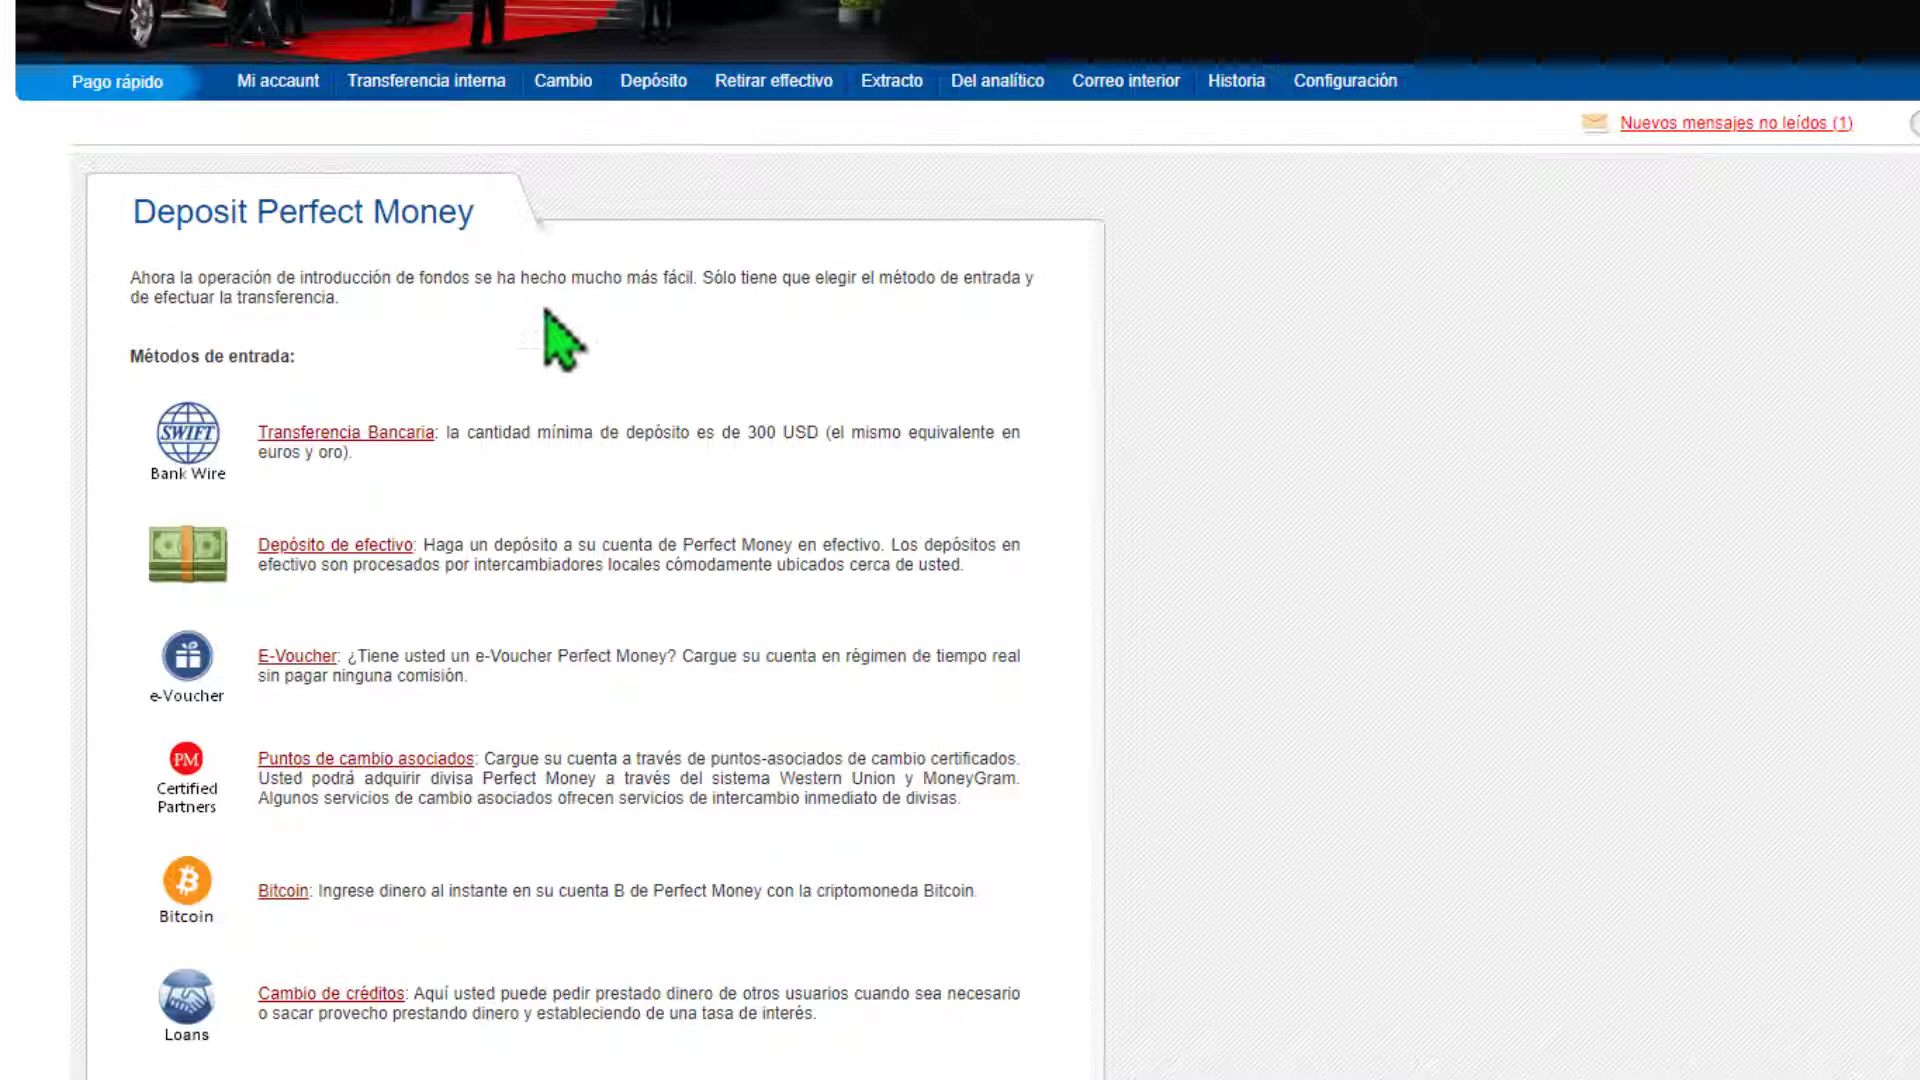 Pago rápido Mi accaunt Transferencia interna Cambio Depósito Retirar effectivo Extracto Del analítico Correo interior Historia Configuración
Nuevos mensajes no leídos (1)
Deposit Perfect Money
Ahora la operación de introducción de fondos se ha hecho mucho más fácil. Sólo tiene que elegir el método de entrada y
de efectuar la transferencia.
Métodos de entrada:
SWIFT
Bank Wire
Transferencia Bancaria: la cantidad mínima de depósito es de 300 USD (el mismo equivalente en
euros y oro).
Depósito de efectivo: Haga un depósito a su cuenta de Perfect Money en efectivo. Los depósitos en
efectivo son procesados por intercambiadores locales cómodamente ubicados cerca de usted.
e-Voucher
E-Voucher: ¿Tiene usted un e-Voucher Perfect Money? Cargue su cuenta en régimen de tiempo real
sin pagar ninguna comisión.
PM
Certified
Partners
Puntos de cambio asociados: Cargue su cuenta a través de puntos-asociados de cambio certificados.
Usted podrá adquirir divisa Perfect Money a través del sistema Western Union y MoneyGram.
Algunos servicios de cambio asociados ofrecen servicios de intercambio inmediato de divisas.
Bitcoin
Bitcoin: Ingrese dinero al instante en su cuenta B de Perfect Money con la criptomoneda Bitcoin.
Loans
Cambio de créditos: Aquí usted puede pedir prestado dinero de otros usuarios cuando sea necesario
o sacar provecho prestando dinero y estableciendo de una tasa de interés.